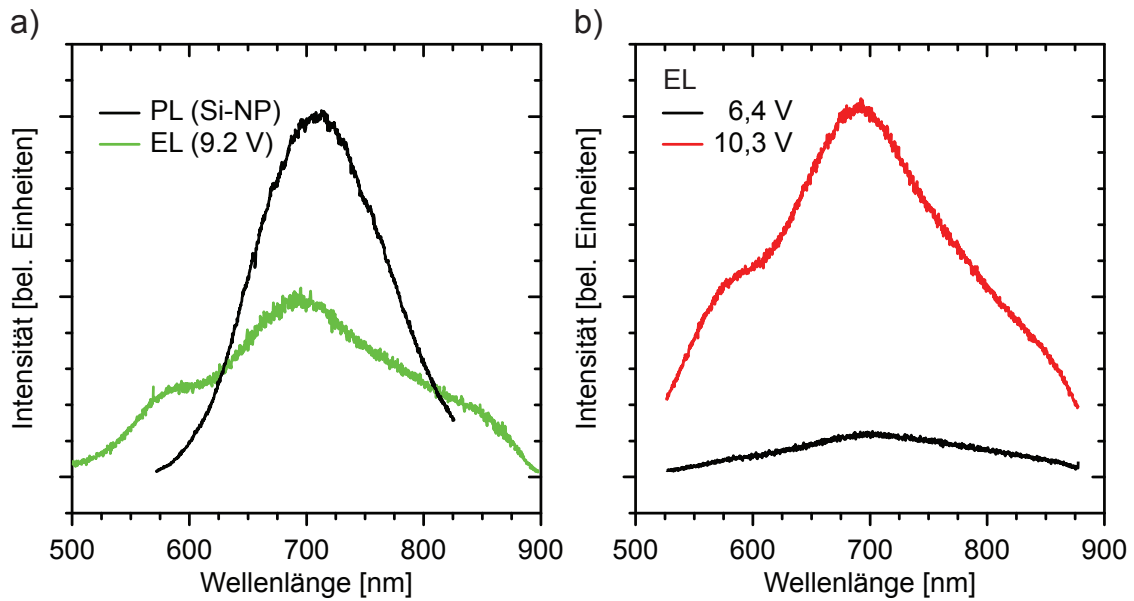 a)
PL (Si-NP)
EL (9.2 V)
Intensität [bel. Einheiten]
500 600 700 800 900
Wellenlänge [nm]
b)
EL
6,4 V
10,3 V
Intensität [bel. Einheiten]
500 600 700 800 900
Wellenlänge [nm]